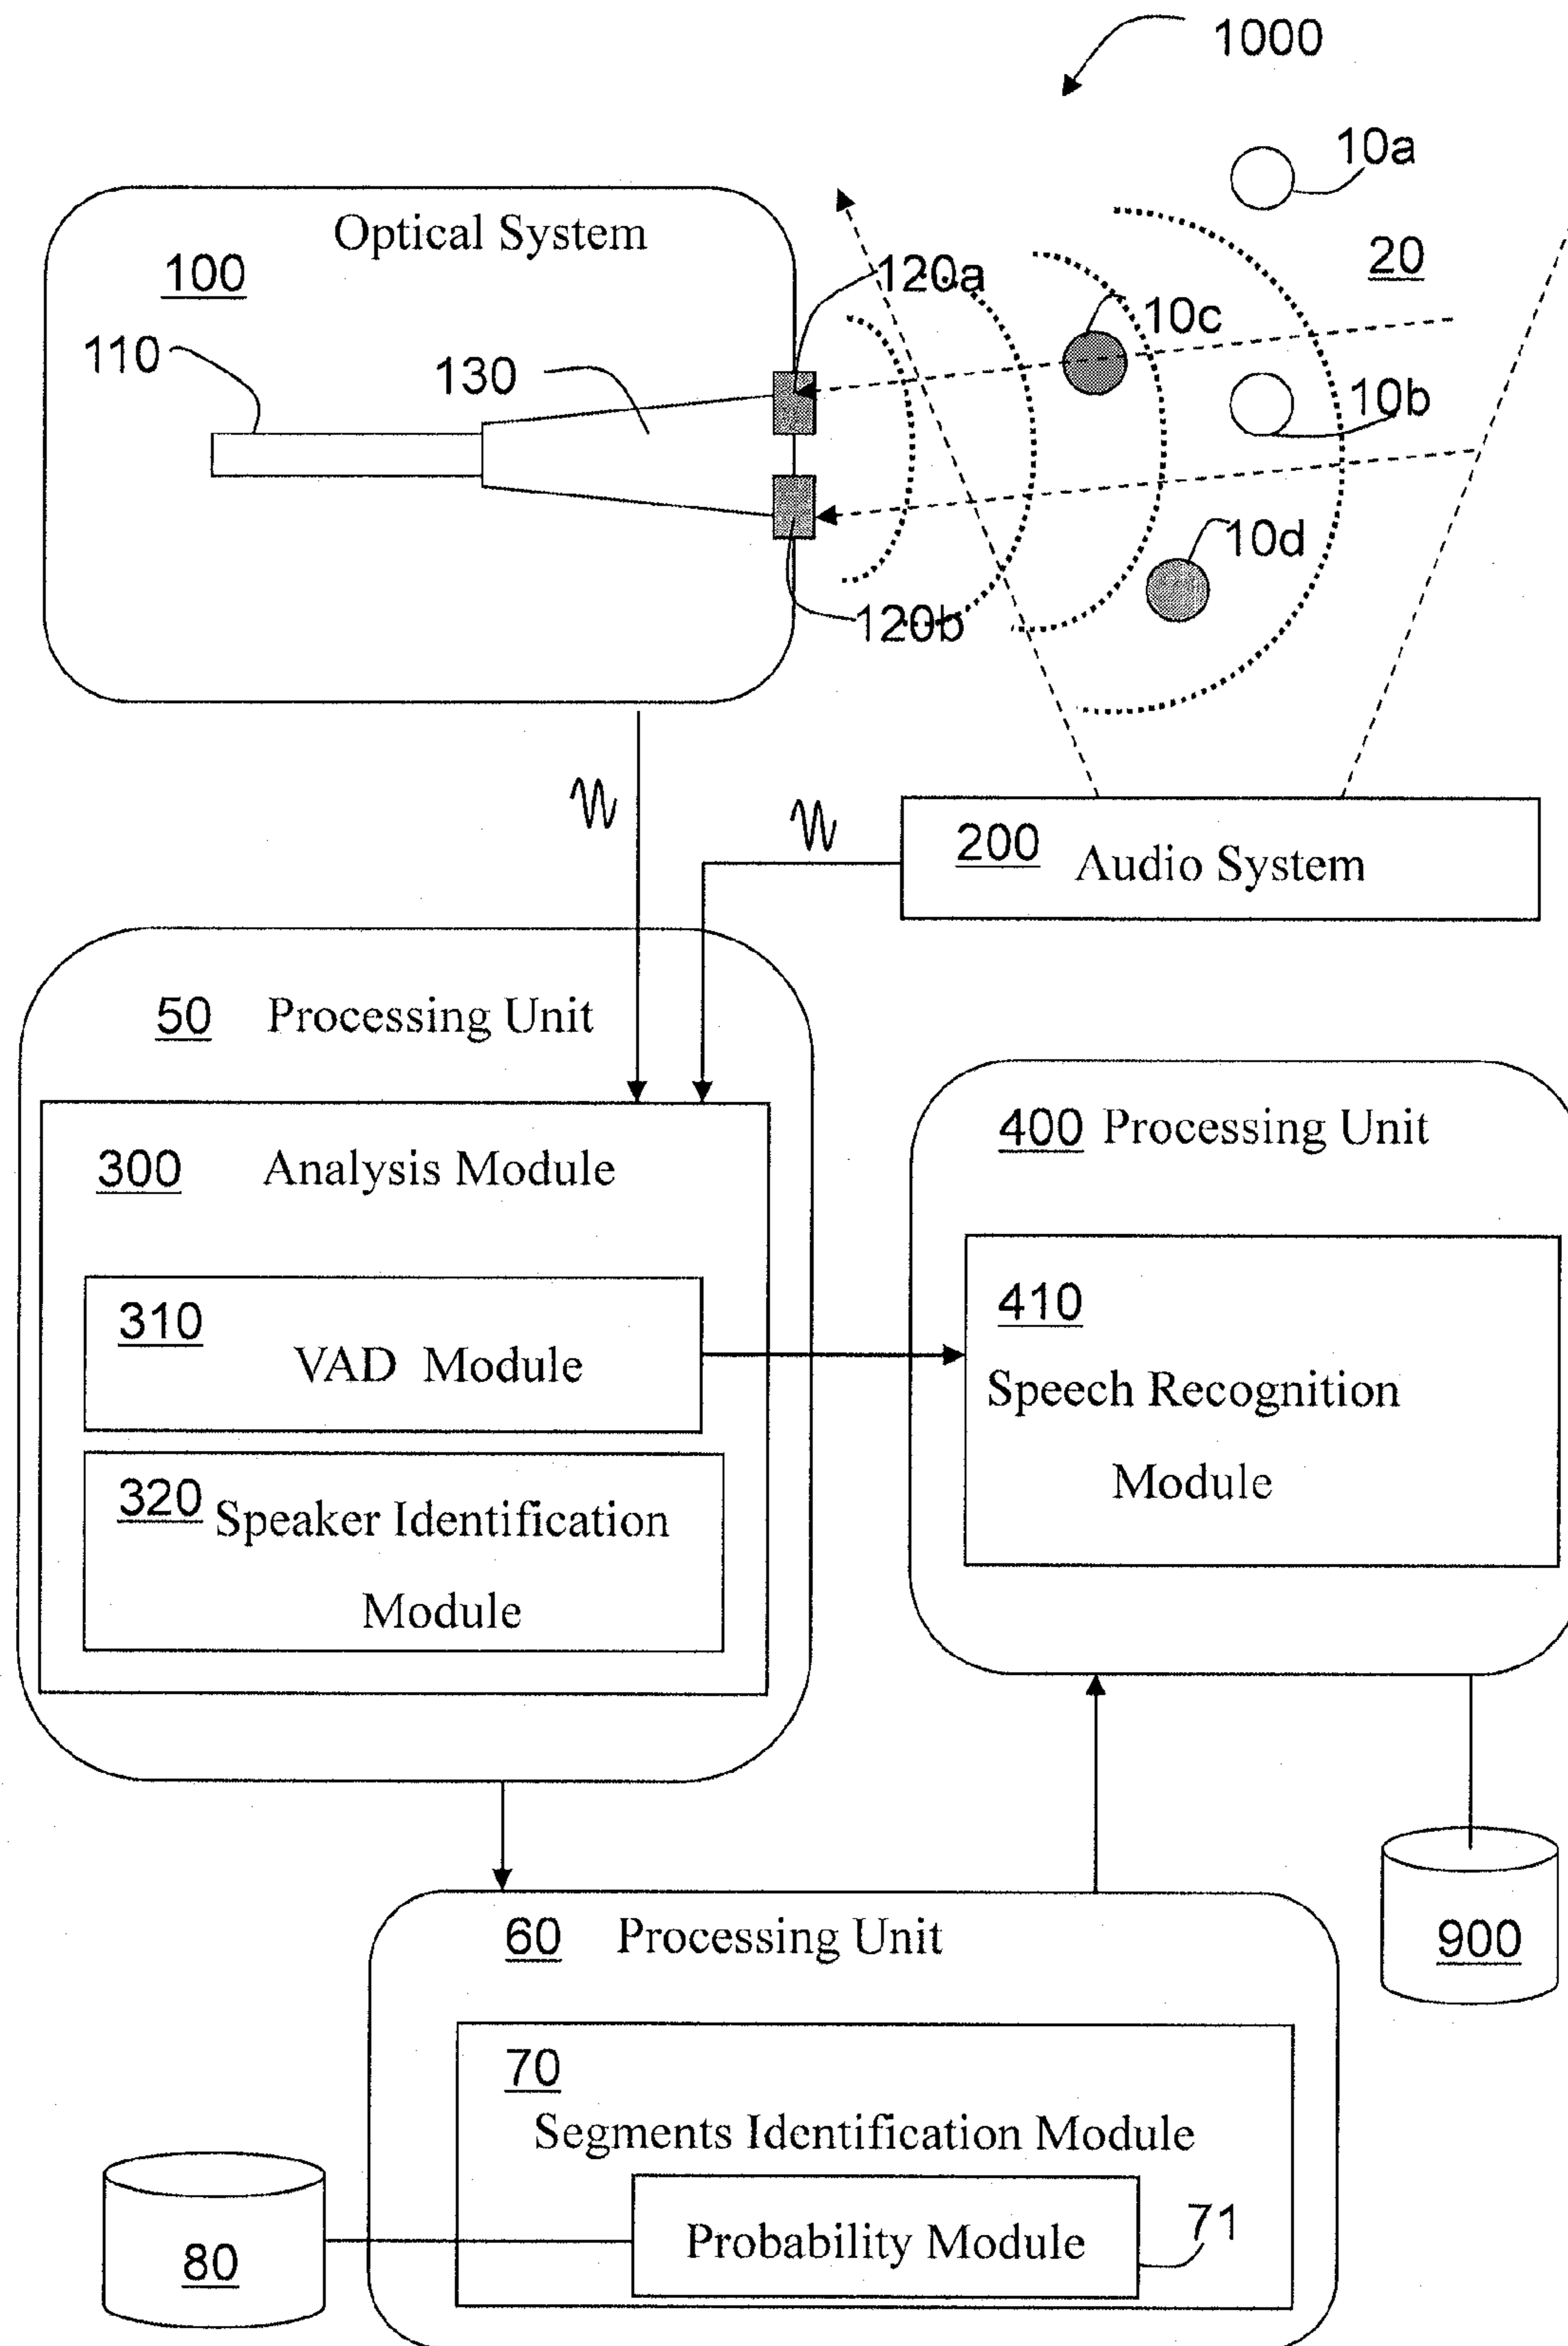 1000
10a
Optical System
20
100
120a
10c
110
130
10b
10d
120b
200 Audio System
50 Processing Unit
400 Processing Unit
300 Analysis Module
410
310
VAD Module
Speech Recognition
Module
320 Speaker Identification
Module
60 Processing Unit
900
70
Segments Identification Module
71
Probability Module
80